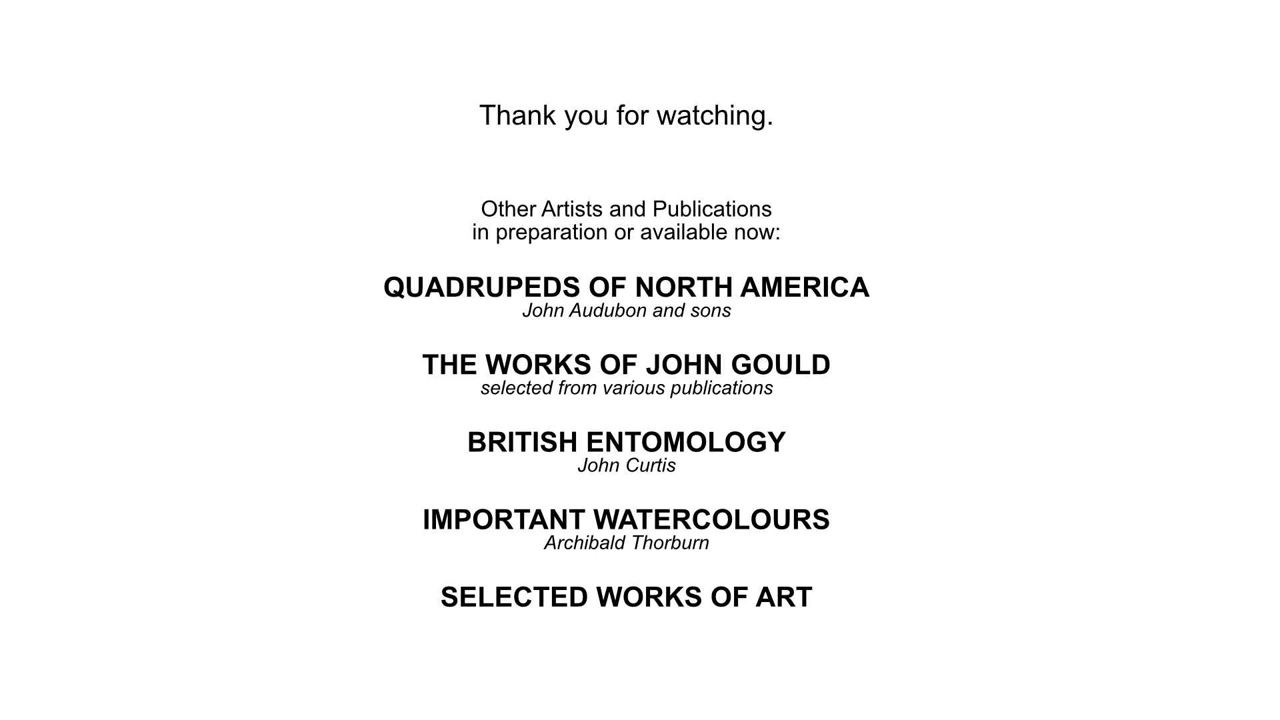 Thank you for watching.
Other Artists and Publications
in preparation or available now:
QUADRUPEDS OF NORTH AMERICA
John Audubon and sons
THE WORKS OF JOHN GOULD
selected from various publications
BRITISH ENTOMOLOGY
John Curtis
IMPORTANT WATERCOLOURS
Archibald Thorburn
SELECTED WORKS OF ART